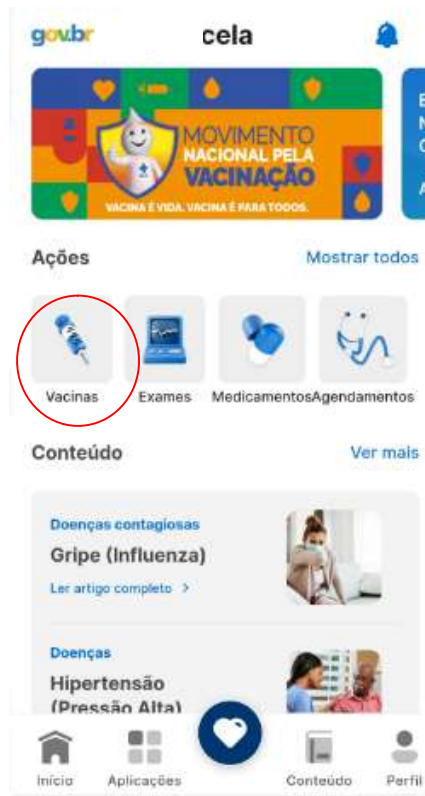 gov.br
cela
MOVIMENTO
NACIONAL PELA
VACINAÇÃO
VACINA É VIDA. VACINA É PARA TODOS.
E
N
C
A
Ações
Mostrar todos
Vacinas
Exames
Medicamentos
Agendamentos
Conteúdo
Ver mais
Doenças contagiosas
Gripe (Influenza)
Ler artigo completo >
Doenças
Hipertensão
(Pressão Alta)
Início
Aplicações
Conteúdo
Perfil